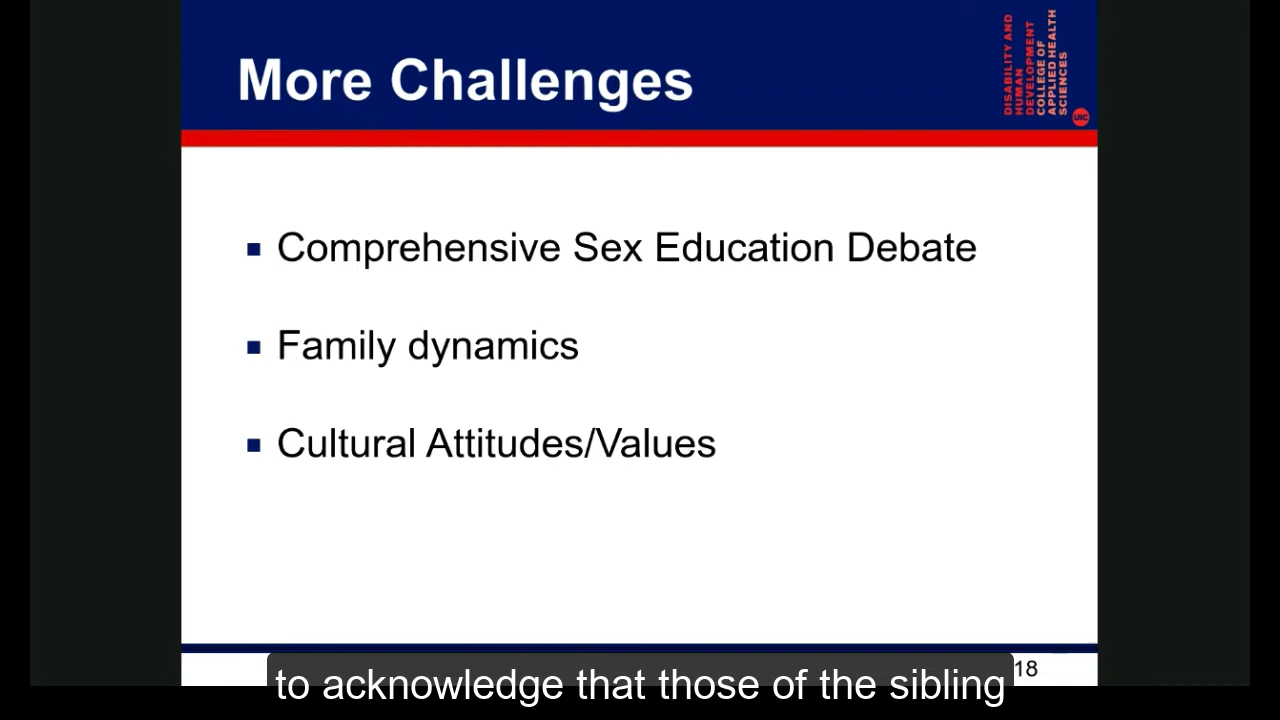 More Challenges
DISABILITY AND
HUMAN
DEVELOPMENT
COLLEGE OF
APPLIED HEALTH
SCIENCES
UIC
▪ Comprehensive Sex Education Debate
▪ Family dynamics
▪ Cultural Attitudes/Values
18
to acknowledge that those of the sibling